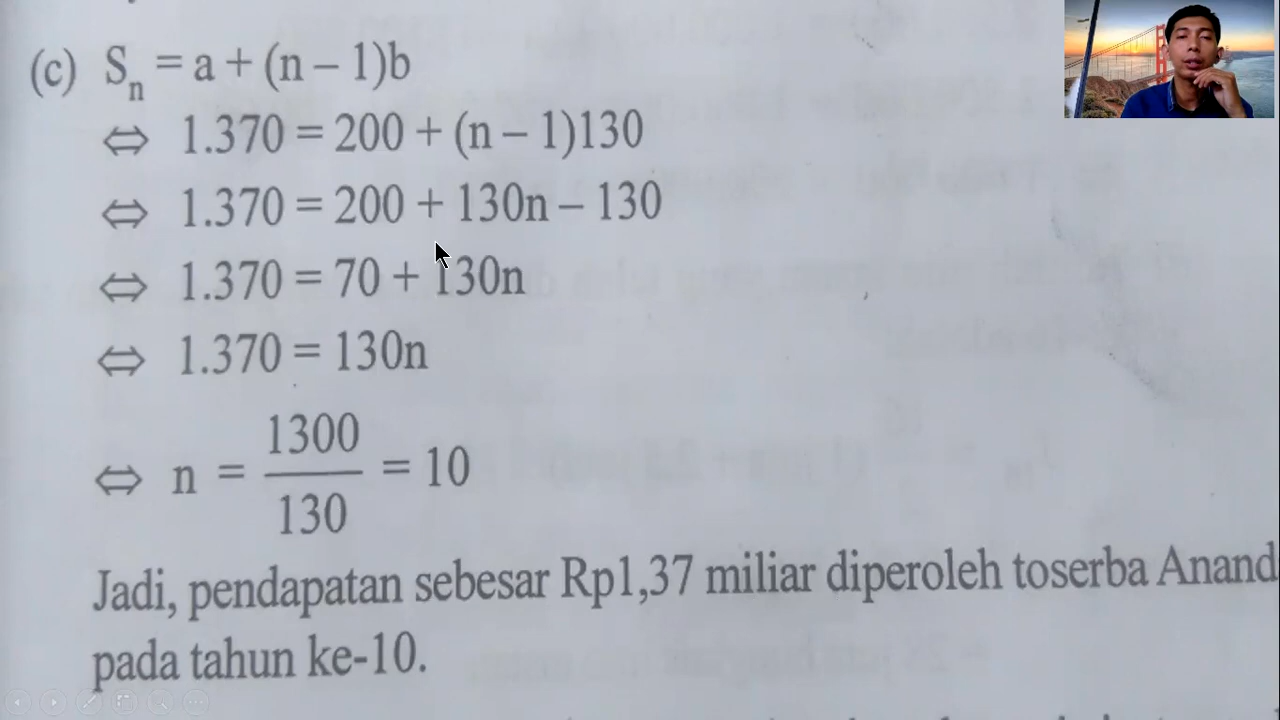 (c) Sₙ = a + (n – 1)b
⇔ 1.370 = 200 + (n – 1)130
⇔ 1.370 = 200 + 130n – 130
⇔ 1.370 = 70 + 130n
⇔ 1.370 = 130n
⇔ n = 1300/130 = 10
Jadi, pendapatan sebesar Rp1,37 miliar diperoleh toserba Anand
pada tahun ke-10.